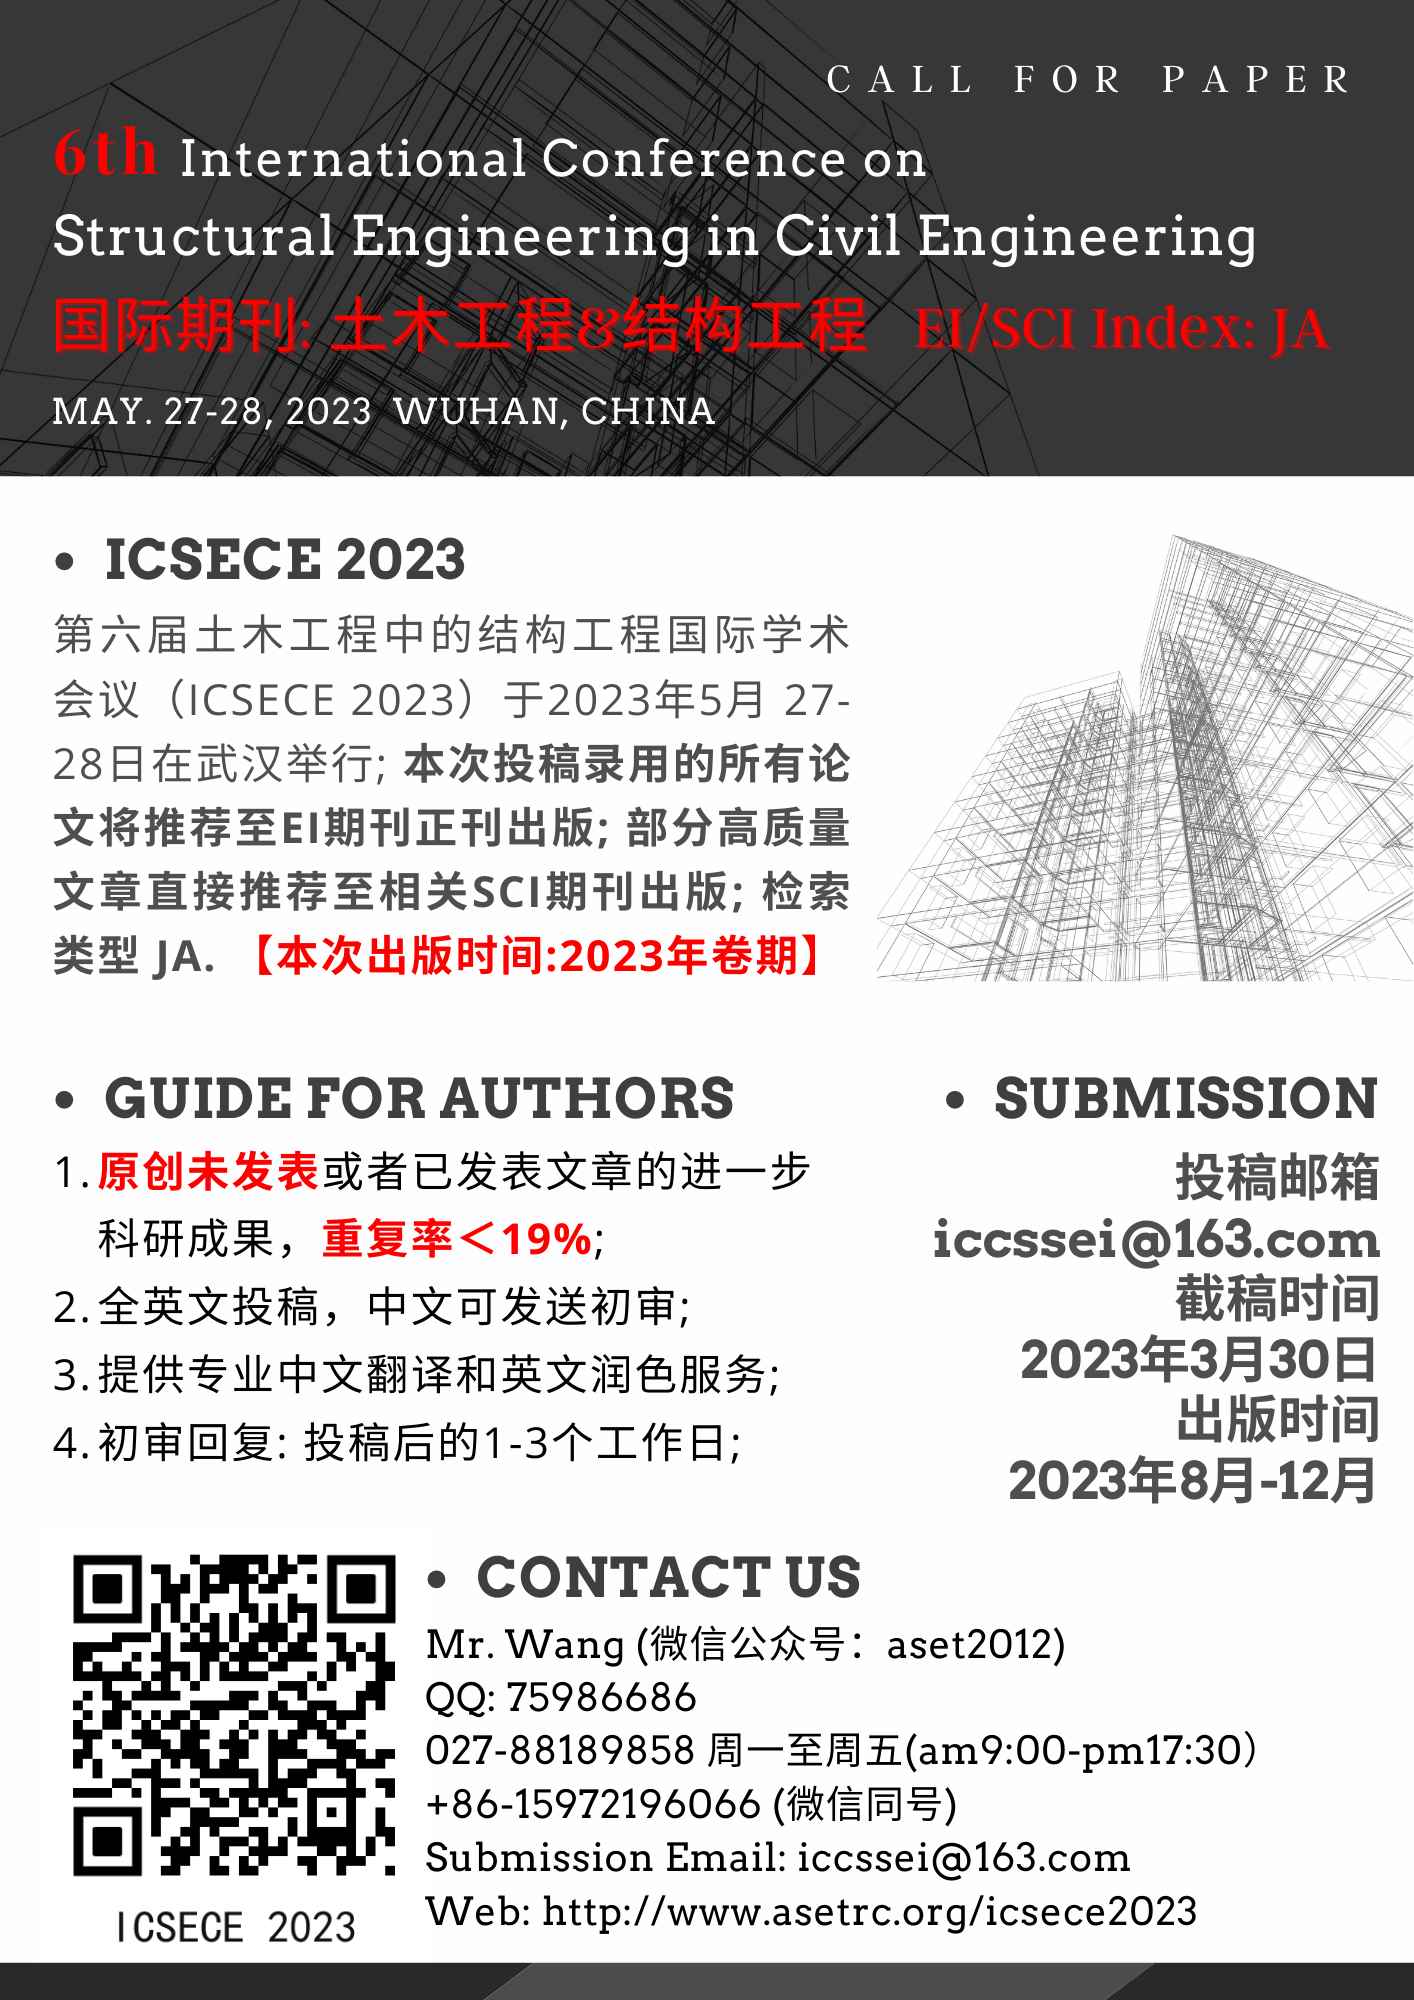 CALL FOR PAPER
6th International Conference on
Structural Engineering in Civil Engineering
国际期刊: 土木工程&结构工程 EI/SCI Index: JA
MAY. 27-28, 2023 WUHAN, CHINA
• ICSECE 2023
第六届土木工程中的结构工程国际学术
会议（ICSECE 2023）于2023年5月 27-
28日在武汉举行; 本次投稿录用的所有论
文将推荐至EI期刊正刊出版; 部分高质量
文章直接推荐至相关SCI期刊出版; 检索
类型 JA. 【本次出版时间:2023年卷期】
• GUIDE FOR AUTHORS
1. 原创未发表或者已发表文章的进一步
科研成果，重复率＜19%;
2. 全英文投稿，中文可发送初审;
3. 提供专业中文翻译和英文润色服务;
4. 初审回复: 投稿后的1-3个工作日;
• SUBMISSION
投稿邮箱
iccssei@163.com
截稿时间
2023年3月30日
出版时间
2023年8月-12月
ICSECE 2023
• CONTACT US
Mr. Wang (微信公众号：aset2012)
QQ: 75986686
027-88189858 周一至周五(am9:00-pm17:30）
+86-15972196066 (微信同号)
Submission Email: iccssei@163.com
Web: http://www.asetrc.org/icsece2023